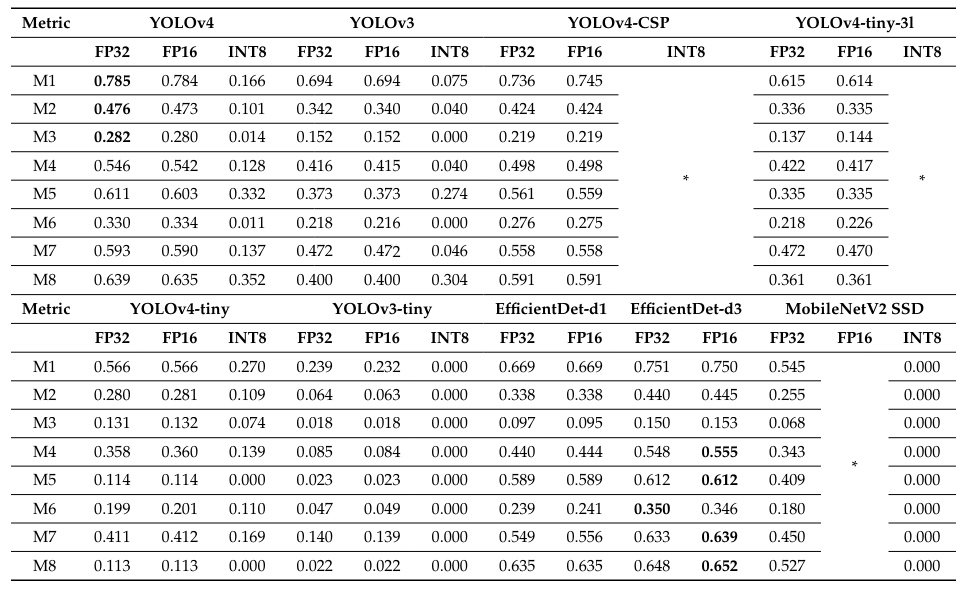 Metric YOLOv4 YOLOv3 YOLOv4-CSP YOLOv4-tiny-3l
FP32 FP16 INT8 FP32 FP16 INT8 FP32 FP16 INT8 FP32 FP16 INT8
M1 0.785 0.784 0.166 0.694 0.694 0.075 0.736 0.745 0.615 0.614
M2 0.476 0.473 0.101 0.342 0.340 0.040 0.424 0.424 0.336 0.335
M3 0.282 0.280 0.014 0.152 0.152 0.000 0.219 0.219 0.137 0.144
M4 0.546 0.542 0.128 0.416 0.415 0.040 0.498 0.498 0.422 0.417
* *
M5 0.611 0.603 0.332 0.373 0.373 0.274 0.561 0.559 0.335 0.335
M6 0.330 0.334 0.011 0.218 0.216 0.000 0.276 0.275 0.218 0.226
M7 0.593 0.590 0.137 0.472 0.472 0.046 0.558 0.558 0.472 0.470
M8 0.639 0.635 0.352 0.400 0.400 0.304 0.591 0.591 0.361 0.361
Metric YOLOv4-tiny YOLOv3-tiny EfficientDet-d1 EfficientDet-d3 MobileNetV2 SSD
FP32 FP16 INT8 FP32 FP16 INT8 FP32 FP16 FP32 FP16 FP32 FP16 INT8
M1 0.566 0.566 0.270 0.239 0.232 0.000 0.669 0.669 0.751 0.750 0.545 0.000
M2 0.280 0.281 0.109 0.064 0.063 0.000 0.338 0.338 0.440 0.445 0.255 0.000
M3 0.131 0.132 0.074 0.018 0.018 0.000 0.097 0.095 0.150 0.153 0.068 0.000
M4 0.358 0.360 0.139 0.085 0.084 0.000 0.440 0.444 0.548 0.555 0.343 0.000
*
M5 0.114 0.114 0.000 0.023 0.023 0.000 0.589 0.589 0.612 0.612 0.409 0.000
M6 0.199 0.201 0.110 0.047 0.049 0.000 0.239 0.241 0.350 0.346 0.180 0.000
M7 0.411 0.412 0.169 0.140 0.139 0.000 0.549 0.556 0.633 0.639 0.450 0.000
M8 0.113 0.113 0.000 0.022 0.022 0.000 0.635 0.635 0.648 0.652 0.527 0.000